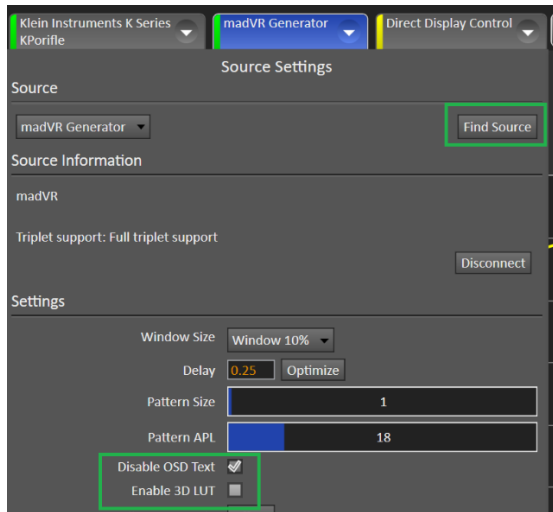 Klein Instruments K Series
KPorifle
madVR Generator
Direct Display Control
Source Settings
Source
madVR Generator
Find Source
Source Information
madVR
Triplet support: Full triplet support
Disconnect
Settings
Window Size Window 10%
Delay 0.25 Optimize
Pattern Size 1
Pattern APL 18
Disable OSD Text
Enable 3D LUT